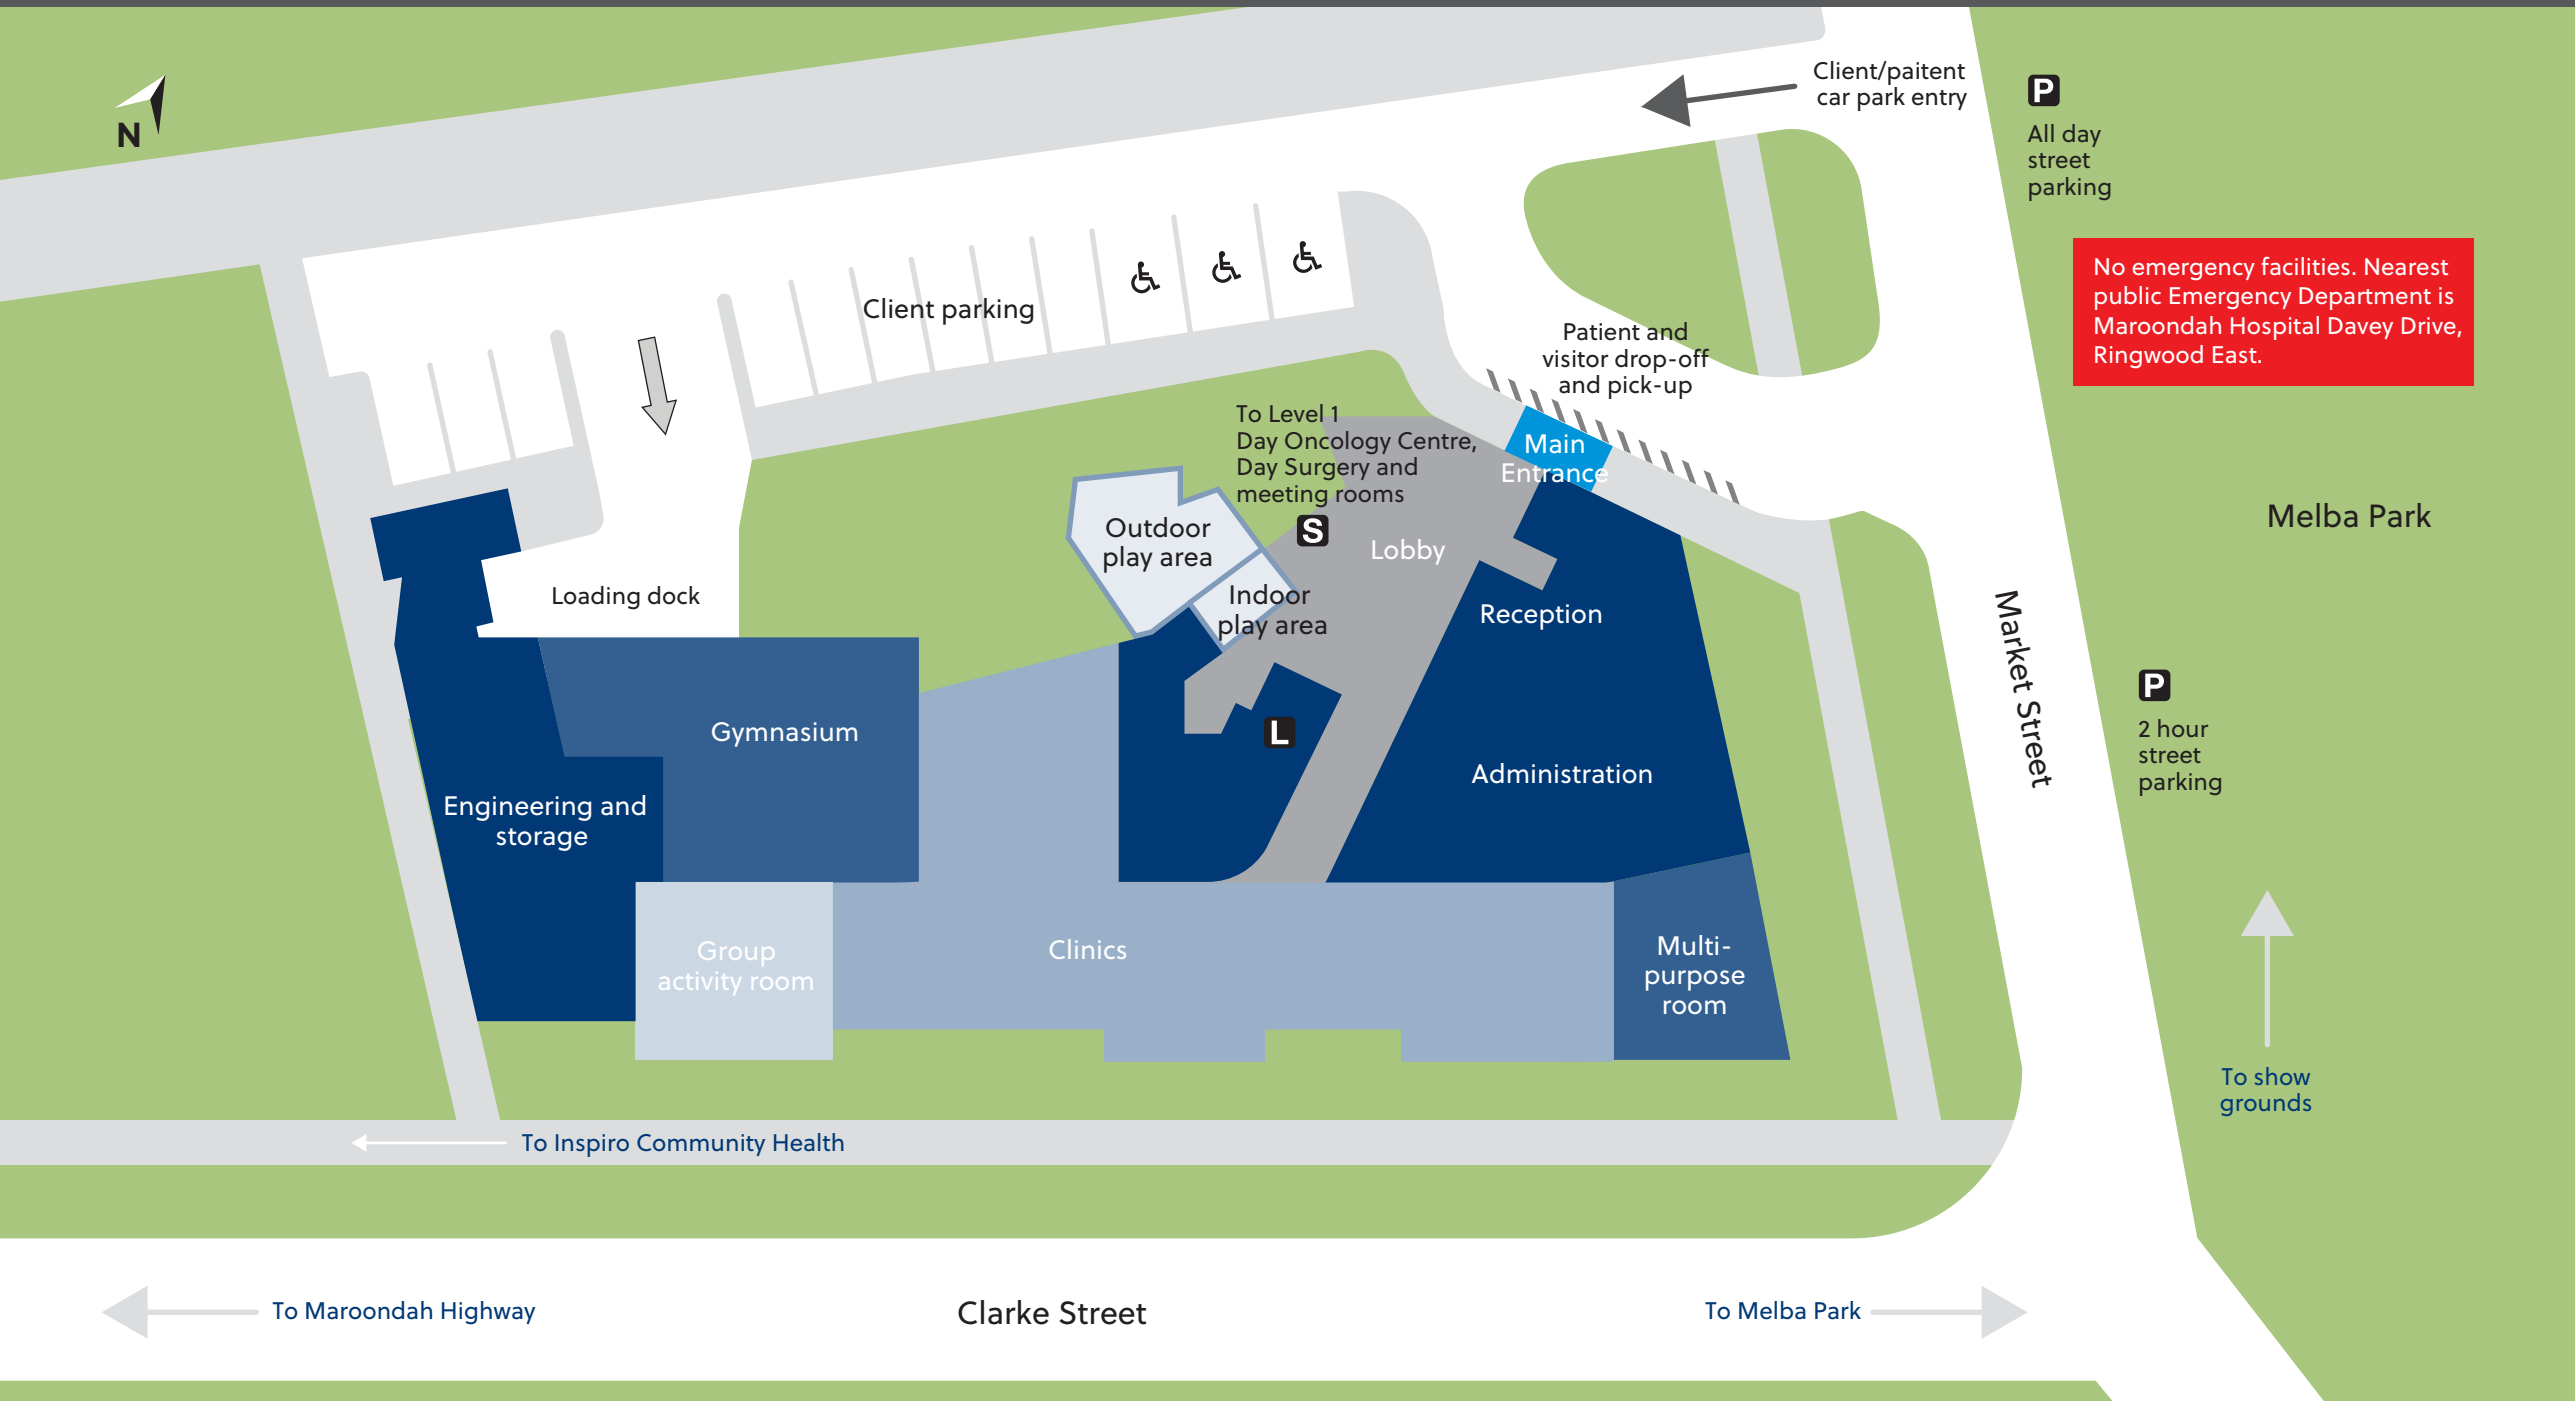 Client/paitent
car park entry
P
All day
street
parking
N
No emergency facilities. Nearest
public Emergency Department is
Maroondah Hospital Davey Drive,
Ringwood East.
Client parking
Patient and
visitor drop-off
and pick-up
To Level 1
Day Oncology Centre,
Day Surgery and
meeting rooms
S
Main
Entrance
Melba Park
Outdoor
play area
Lobby
Loading dock
Indoor
play area
Reception
Market Street
P
2 hour
street
parking
Gymnasium
L
Administration
Engineering and
storage
Group
activity room
Clinics
Multi-
purpose
room
To show
grounds
To Inspiro Community Health
To Maroondah Highway
Clarke Street
To Melba Park